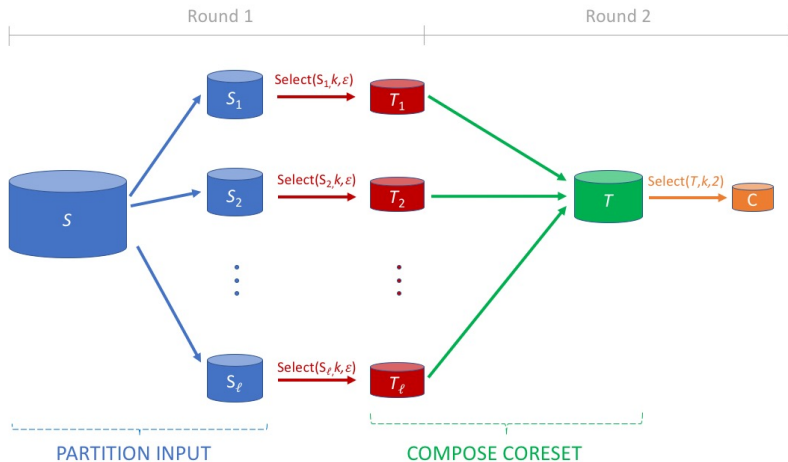 Round 1
Round 2
S₁
Select(S₁,k,ε)
T₁
S
S₂
Select(S₂,k,ε)
T₂
T
Select(T,k,2)
C
Sℓ
Select(Sℓ,k,ε)
Tℓ
PARTITION INPUT
COMPOSE CORESET